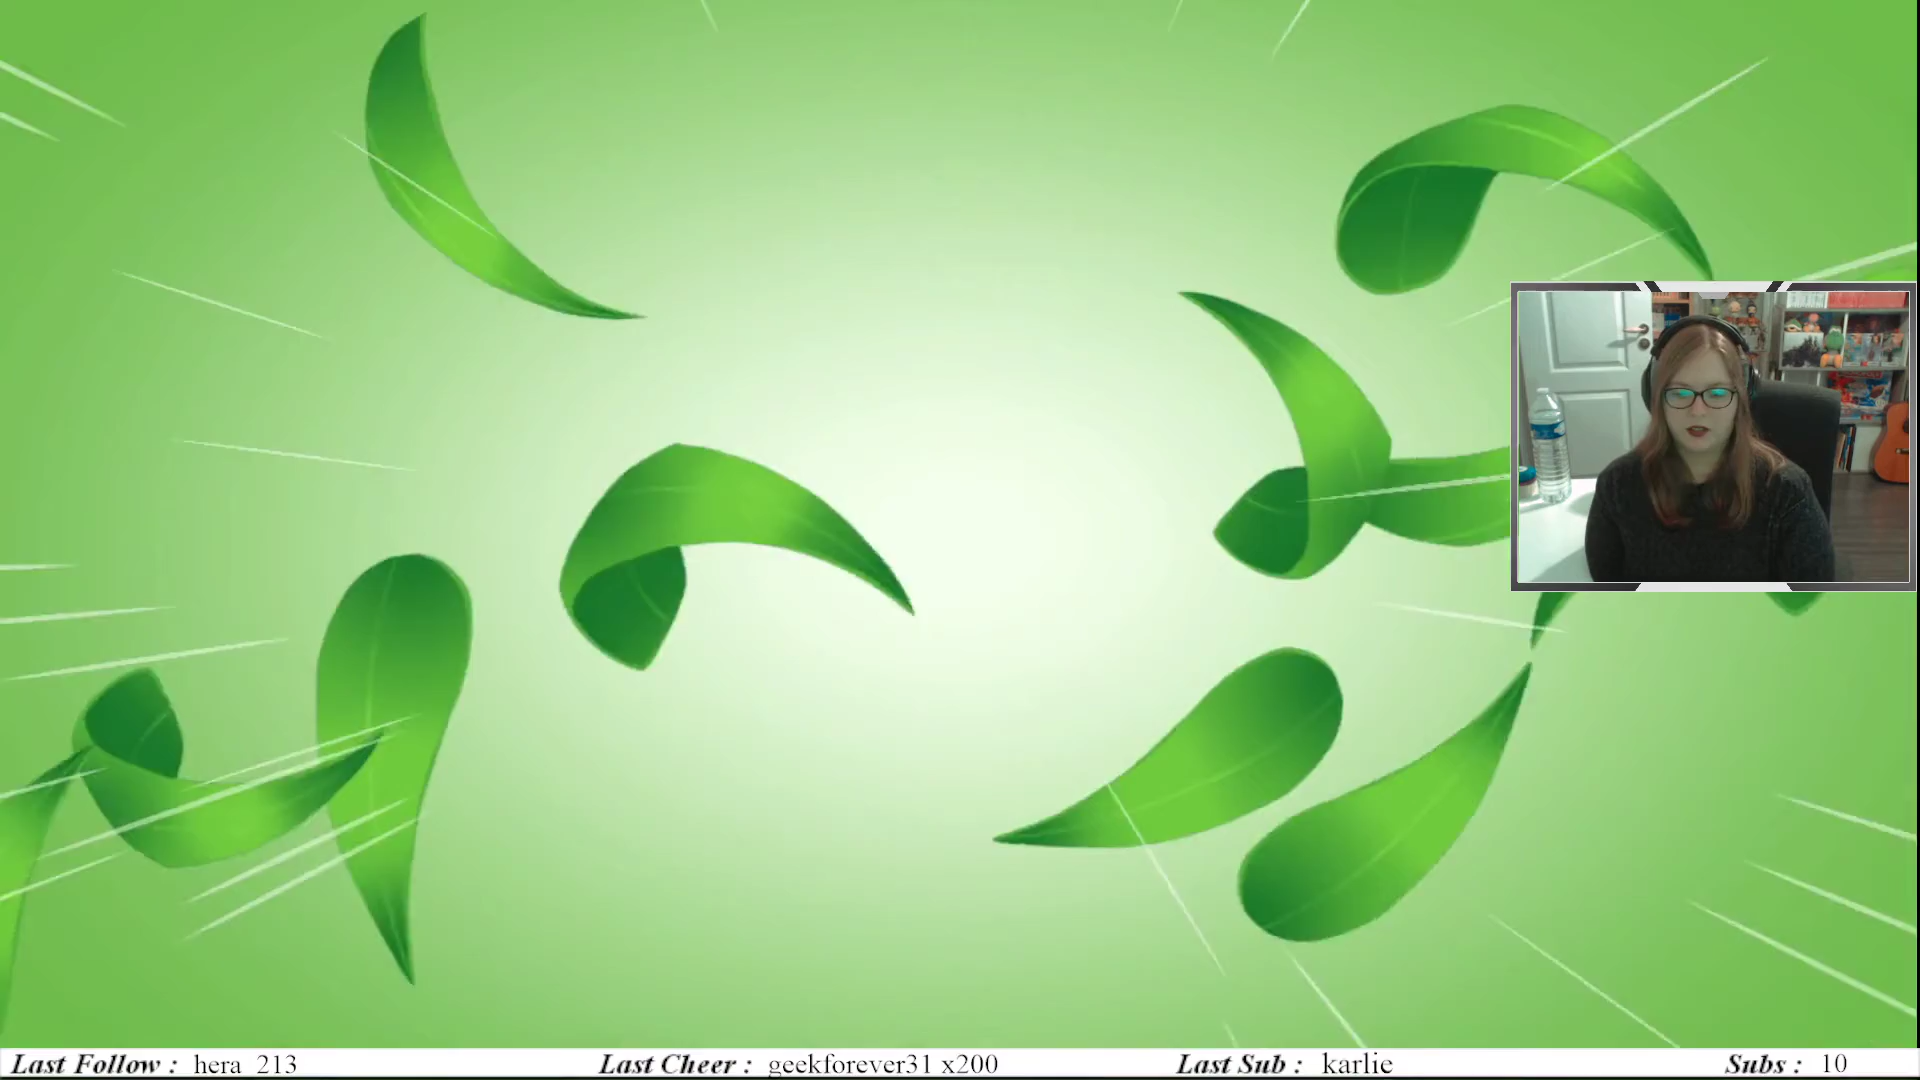 Last Follow : hera_213 Last Cheer : geekforever31 x200 Last Sub : karlie Subs : 10